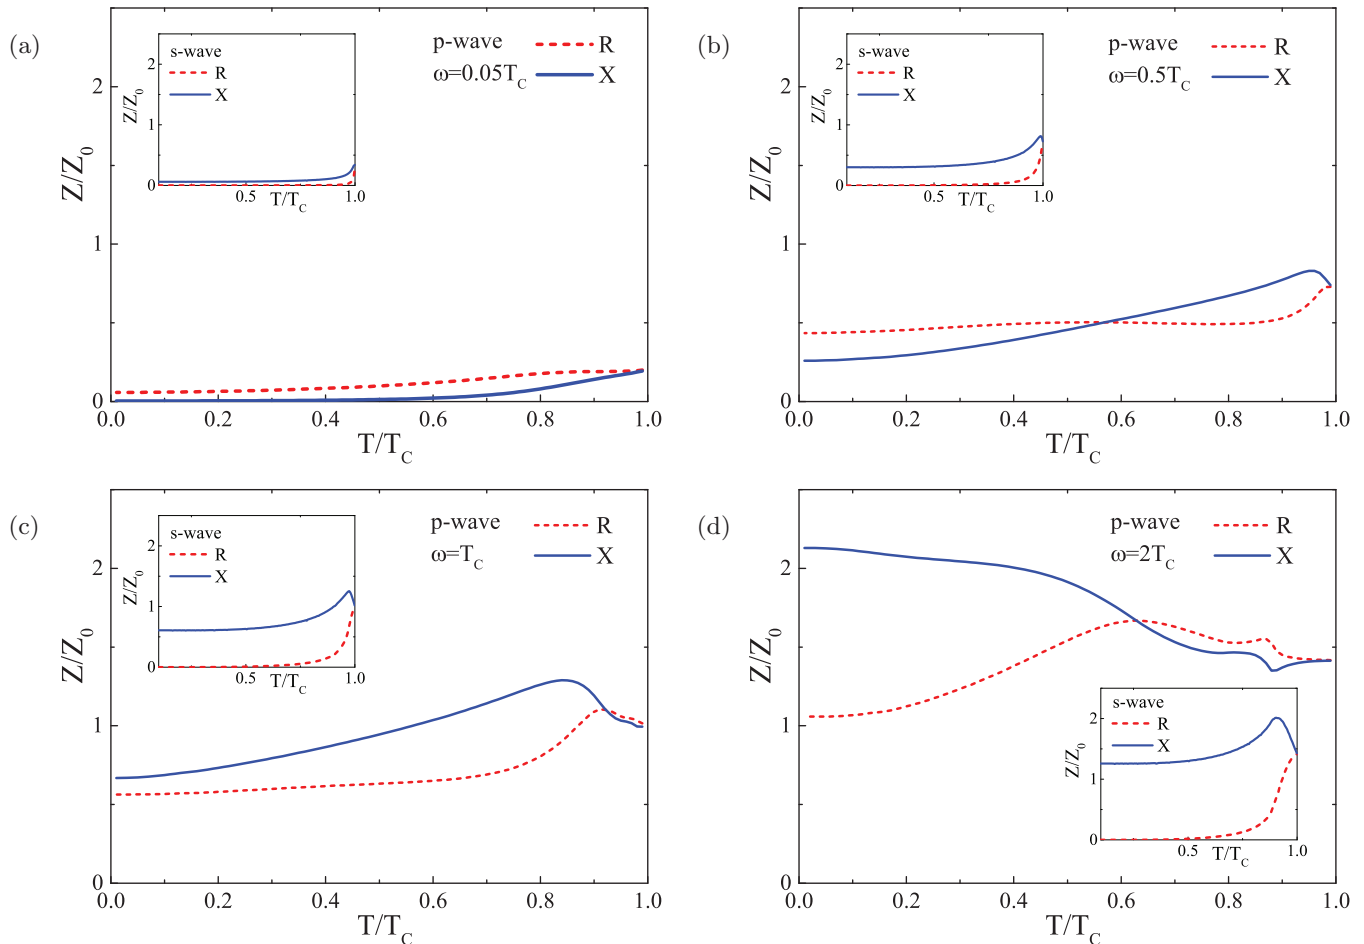 (a)
p-wave
ω=0.05T_C
R
X
s-wave
R
X
Z/Z_0
2
1
0
0.5
1.0
T/T_C
Z/Z_0
2
1
0
0.0 0.2 0.4 0.6 0.8 1.0
T/T_C
(b)
p-wave
ω=0.5T_C
R
X
s-wave
R
X
Z/Z_0
2
1
0
0.5
1.0
T/T_C
Z/Z_0
2
1
0
0.0 0.2 0.4 0.6 0.8 1.0
T/T_C
(c)
p-wave
ω=T_C
R
X
s-wave
R
X
Z/Z_0
2
1
0
0.5
1.0
T/T_C
Z/Z_0
2
1
0
0.0 0.2 0.4 0.6 0.8 1.0
T/T_C
(d)
p-wave
ω=2T_C
R
X
s-wave
R
X
Z/Z_0
2
1
0
0.5
1.0
T/T_C
Z/Z_0
2
1
0
0.0 0.2 0.4 0.6 0.8 1.0
T/T_C